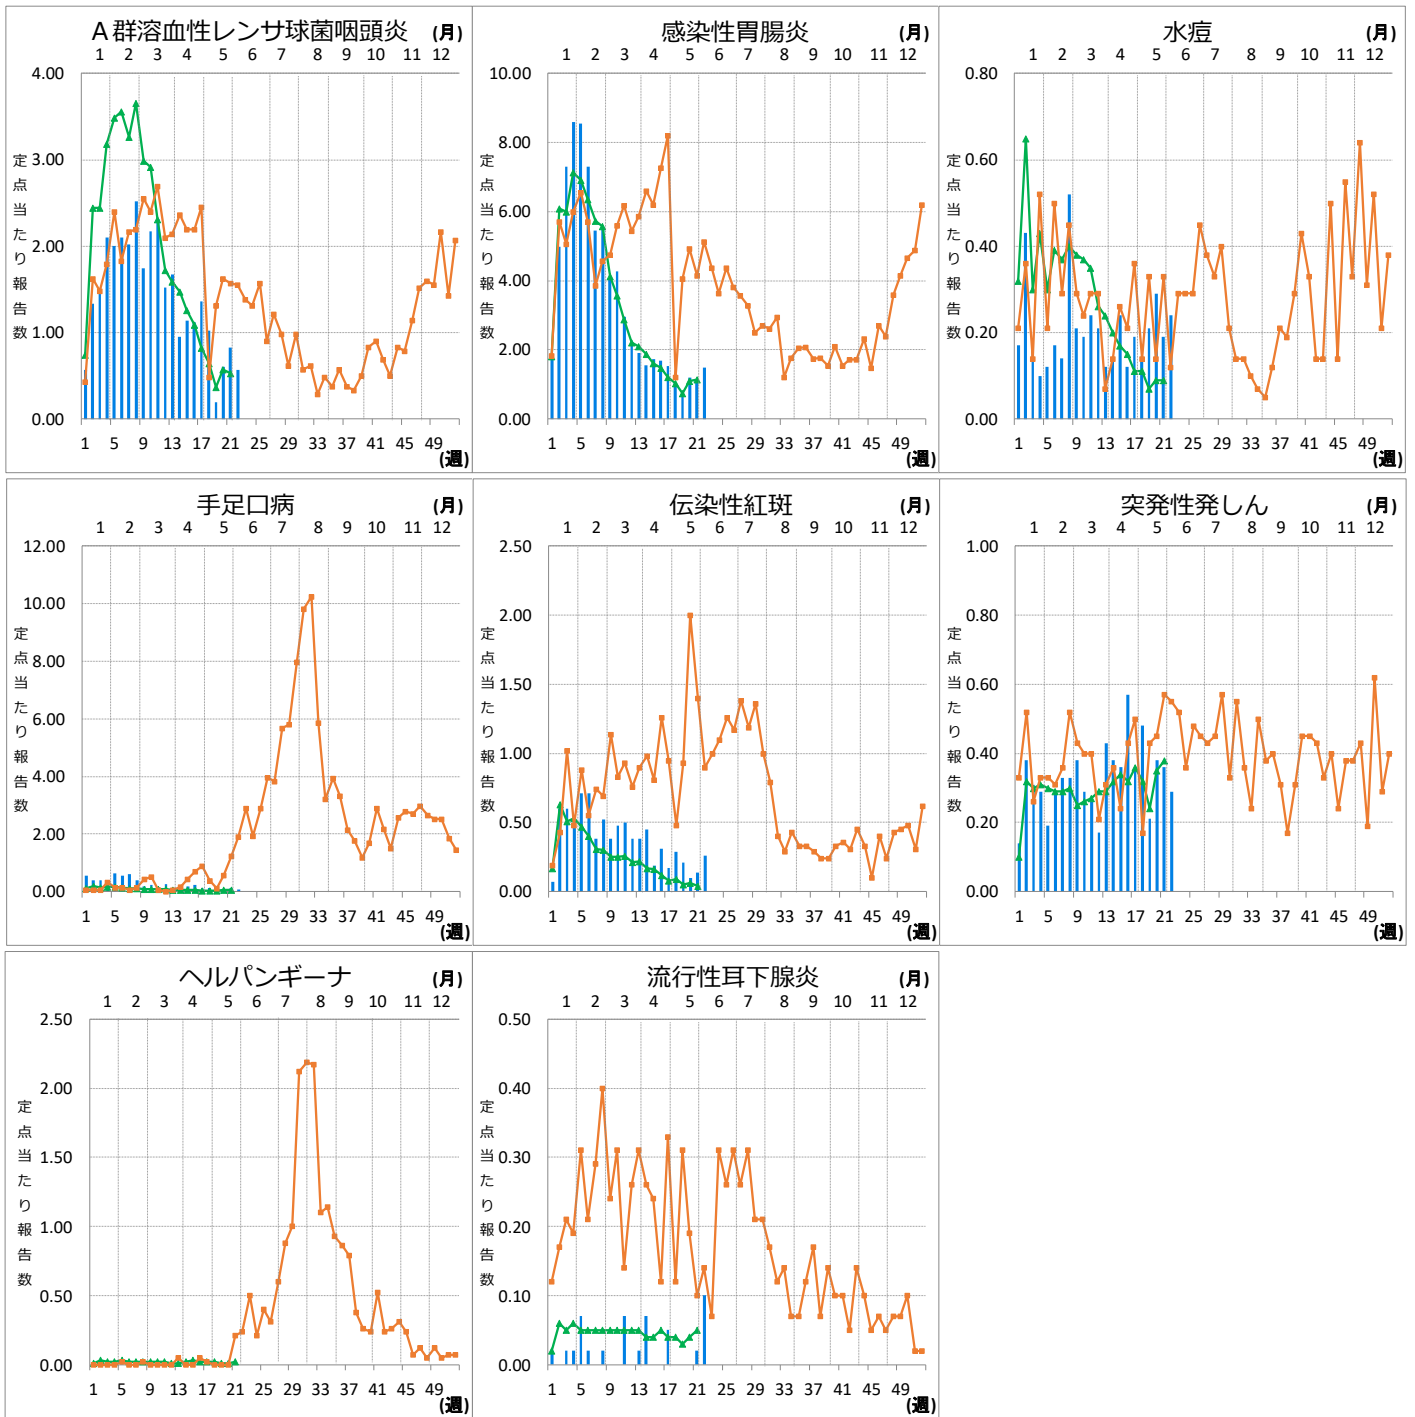 A群溶血性レンサ球菌咽頭炎 (月)
1 2 3 4 5 6 7 8 9 10 11 12
4.00
3.00
2.00
1.00
0.00
定点当たり報告数
1 5 9 13 17 21 25 29 33 37 41 45 49
(週)
感染性胃腸炎 (月)
1 2 3 4 5 6 7 8 9 10 11 12
10.00
8.00
6.00
4.00
2.00
0.00
定点当たり報告数
1 5 9 13 17 21 25 29 33 37 41 45 49
(週)
水痘 (月)
1 2 3 4 5 6 7 8 9 10 11 12
0.80
0.60
0.40
0.20
0.00
定点当たり報告数
1 5 9 13 17 21 25 29 33 37 41 45 49
(週)
手足口病 (月)
1 2 3 4 5 6 7 8 9 10 11 12
12.00
10.00
8.00
6.00
4.00
2.00
0.00
定点当たり報告数
1 5 9 13 17 21 25 29 33 37 41 45 49
(週)
伝染性紅斑 (月)
1 2 3 4 5 6 7 8 9 10 11 12
2.50
2.00
1.50
1.00
0.50
0.00
定点当たり報告数
1 5 9 13 17 21 25 29 33 37 41 45 49
(週)
突発性発しん (月)
1 2 3 4 5 6 7 8 9 10 11 12
1.00
0.80
0.60
0.40
0.20
0.00
定点当たり報告数
1 5 9 13 17 21 25 29 33 37 41 45 49
(週)
ヘルパンギーナ (月)
1 2 3 4 5 6 7 8 9 10 11 12
2.50
2.00
1.50
1.00
0.50
0.00
定点当たり報告数
1 5 9 13 17 21 25 29 33 37 41 45 49
(週)
流行性耳下腺炎 (月)
1 2 3 4 5 6 7 8 9 10 11 12
0.50
0.40
0.30
0.20
0.10
0.00
定点当たり報告数
1 5 9 13 17 21 25 29 33 37 41 45 49
(週)